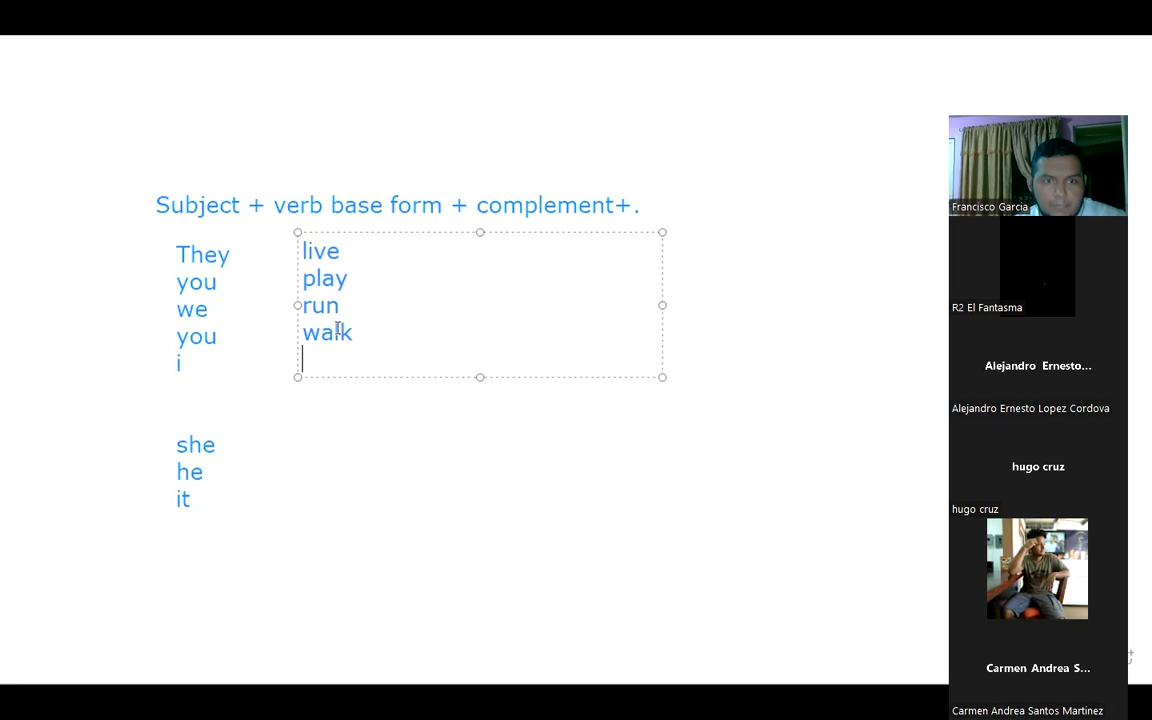 Subject + verb base form + complement+.
They
you
we
you
i
live
play
run
walk
she
he
it
Francisco Garcia
R2 El Fantasma
Alejandro Ernesto...
Alejandro Ernesto Lopez Cordova
hugo cruz
hugo cruz
Carmen Andrea S...
Carmen Andrea Santos Martinez